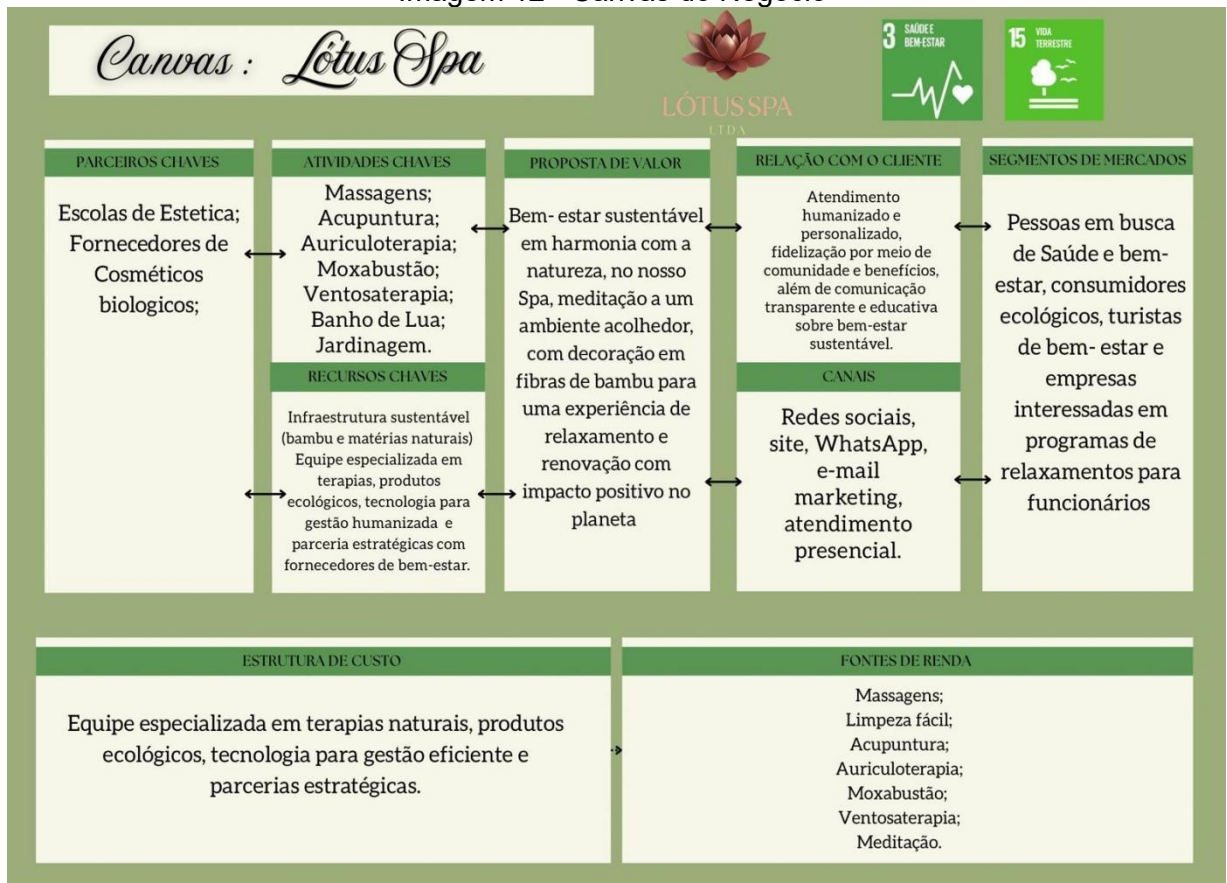 Canvas : Lótus Spa
LÓTUS SPA
LTDA
3 SAÚDE E
BEM-ESTAR
15 VIDA
TERRESTRE
PARCEIROS CHAVES
Escolas de Estetica;
Fornecedores de
Cosméticos
biologicos;
ATIVIDADES CHAVES
Massagens;
Acupuntura;
Auriculoterapia;
Moxabustão;
Ventosaterapia;
Banho de Lua;
Jardinagem.
RECURSOS CHAVES
Infraestrutura sustentável
(bambu e matérias naturais)
Equipe especializada em
terapias, produtos
ecológicos, tecnologia para
gestão humanizada e
parceria estratégicas com
fornecedores de bem-estar.
PROPOSTA DE VALOR
Bem- estar sustentável
em harmonia com a
natureza, no nosso
Spa, meditação a um
ambiente acolhedor,
com decoração em
fibras de bambu para
uma experiência de
relaxamento e
renovação com
impacto positivo no
planeta
RELAÇÃO COM O CLIENTE
Atendimento
humanizado e
personalizado,
fidelização por meio de
comunidade e benefícios,
além de comunicação
transparente e educativa
sobre bem-estar
sustentável.
CANAIS
Redes sociais,
site, WhatsApp,
e-mail
marketing,
atendimento
presencial.
SEGMENTOS DE MERCADOS
Pessoas em busca
de Saúde e bem-
estar, consumidores
ecológicos, turistas
de bem- estar e
empresas
interessadas em
programas de
relaxamentos para
funcionários
ESTRUTURA DE CUSTO
Equipe especializada em terapias naturais, produtos
ecológicos, tecnologia para gestão eficiente e
parcerias estratégicas.
FONTES DE RENDA
Massagens;
Limpeza fácil;
Acupuntura;
Auriculoterapia;
Moxabustão;
Ventosaterapia;
Meditação.